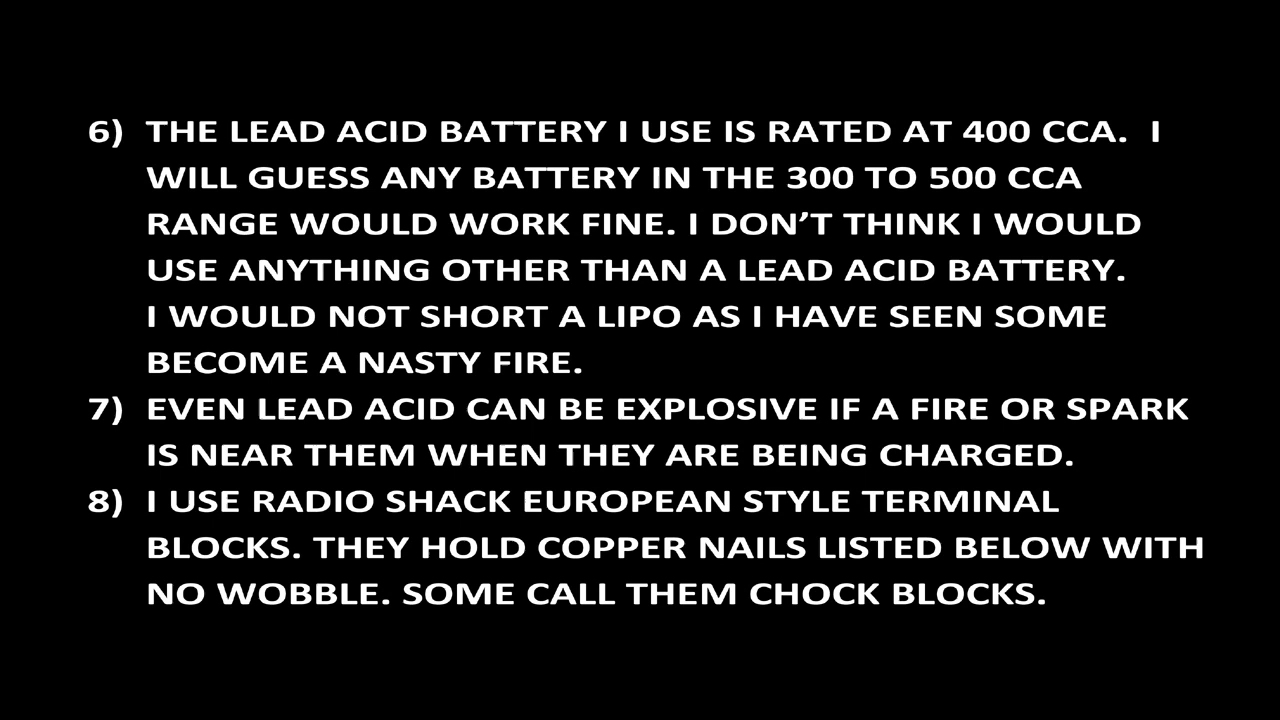 6) THE LEAD ACID BATTERY I USE IS RATED AT 400 CCA.  I
WILL GUESS ANY BATTERY IN THE 300 TO 500 CCA
RANGE WOULD WORK FINE. I DON’T THINK I WOULD
USE ANYTHING OTHER THAN A LEAD ACID BATTERY.
I WOULD NOT SHORT A LIPO AS I HAVE SEEN SOME
BECOME A NASTY FIRE.
7) EVEN LEAD ACID CAN BE EXPLOSIVE IF A FIRE OR SPARK
IS NEAR THEM WHEN THEY ARE BEING CHARGED.
8) I USE RADIO SHACK EUROPEAN STYLE TERMINAL
BLOCKS. THEY HOLD COPPER NAILS LISTED BELOW WITH
NO WOBBLE. SOME CALL THEM CHOCK BLOCKS.